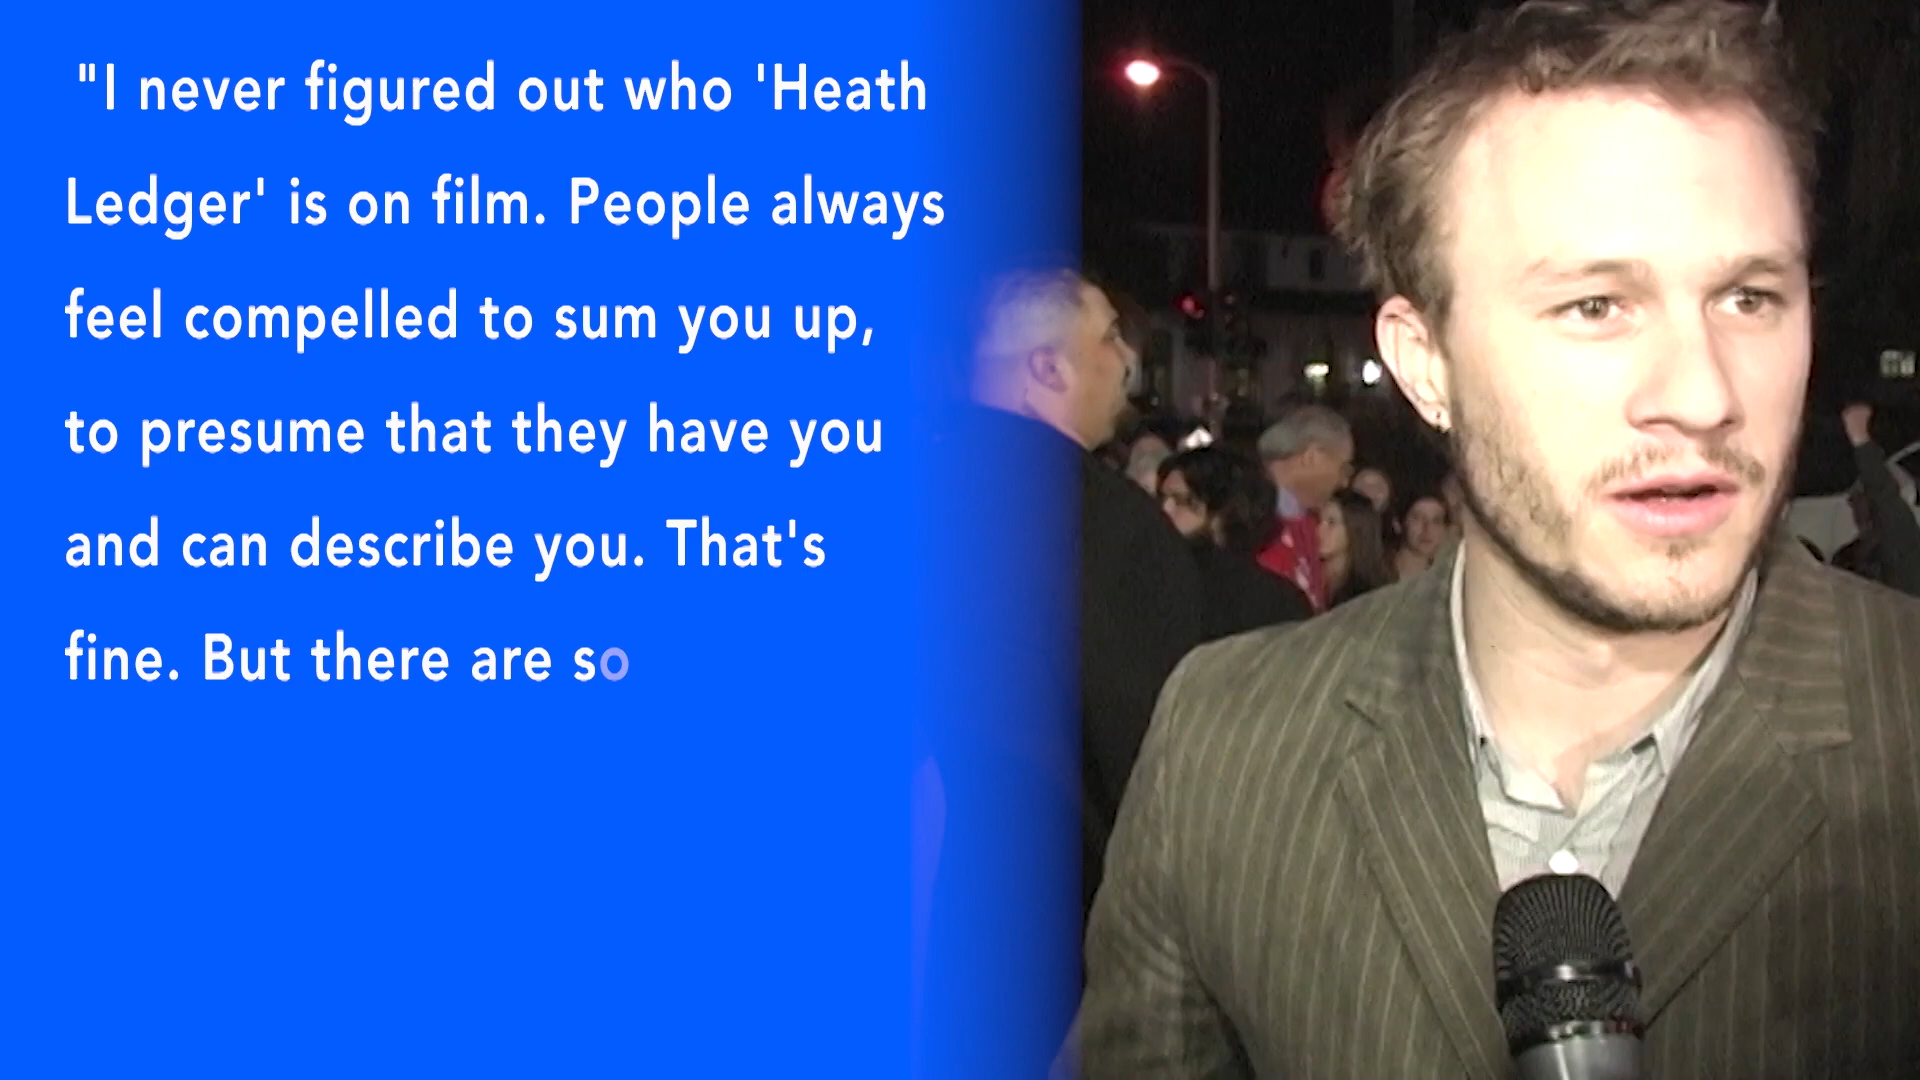 "I never figured out who 'Heath
Ledger' is on film. People always
feel compelled to sum you up,
to presume that they have you
and can describe you. That's
fine. But there are so